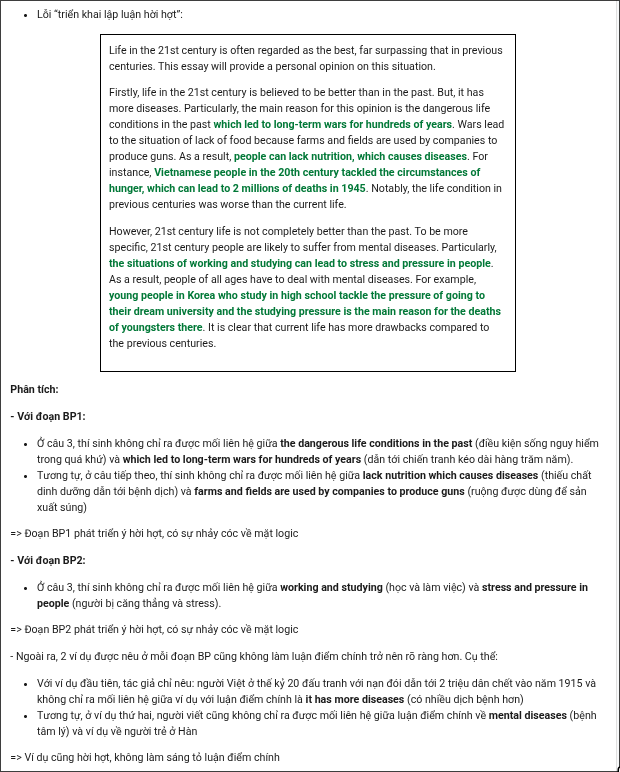 Lỗi “triển khai lập luận hời hợt”:
Life in the 21st century is often regarded as the best, far surpassing that in previous
centuries. This essay will provide a personal opinion on this situation.
Firstly, life in the 21st century is believed to be better than in the past. But, it has
more diseases. Particularly, the main reason for this opinion is the dangerous life
conditions in the past which led to long-term wars for hundreds of years. Wars lead
to the situation of lack of food because farms and fields are used by companies to
produce guns. As a result, people can lack nutrition, which causes diseases. For
instance, Vietnamese people in the 20th century tackled the circumstances of
hunger, which can lead to 2 millions of deaths in 1945. Notably, the life condition in
previous centuries was worse than the current life.
However, 21st century life is not completely better than the past. To be more
specific, 21st century people are likely to suffer from mental diseases. Particularly,
the situations of working and studying can lead to stress and pressure in people.
As a result, people of all ages have to deal with mental diseases. For example,
young people in Korea who study in high school tackle the pressure of going to
their dream university and the studying pressure is the main reason for the deaths
of youngsters there. It is clear that current life has more drawbacks compared to
the previous centuries.
Phân tích:
- Với đoạn BP1:
Ở câu 3, thí sinh không chỉ ra được mối liên hệ giữa the dangerous life conditions in the past (điều kiện sống nguy hiểm
trong quá khứ) và which led to long-term wars for hundreds of years (dẫn tới chiến tranh kéo dài hàng trăm năm).
Tương tự, ở câu tiếp theo, thí sinh không chỉ ra được mối liên hệ giữa lack nutrition which causes diseases (thiếu chất
dinh dưỡng dẫn tới bệnh dịch) và farms and fields are used by companies to produce guns (ruộng được dùng để sản
xuất súng)
=> Đoạn BP1 phát triển ý hời hợt, có sự nhảy cóc về mặt logic
- Với đoạn BP2:
Ở câu 3, thí sinh không chỉ ra được mối liên hệ giữa working and studying (học và làm việc) và stress and pressure in
people (người bị căng thẳng và stress).
=> Đoạn BP2 phát triển ý hời hợt, có sự nhảy cóc về mặt logic
- Ngoài ra, 2 ví dụ được nêu ở mỗi đoạn BP cũng không làm luận điểm chính trở nên rõ ràng hơn. Cụ thể:
Với ví dụ đầu tiên, tác giả chỉ nêu: người Việt ở thế kỷ 20 đấu tranh với nạn đói dẫn tới 2 triệu dân chết vào năm 1915 và
không chỉ ra mối liên hệ giữa ví dụ với luận điểm chính là it has more diseases (có nhiều dịch bệnh hơn)
Tương tự, ở ví dụ thứ hai, người viết cũng không chỉ ra được mối liên hệ giữa luận điểm chính về mental diseases (bệnh
tâm lý) và ví dụ về người trẻ ở Hàn
=> Ví dụ cũng hời hợt, không làm sáng tỏ luận điểm chính